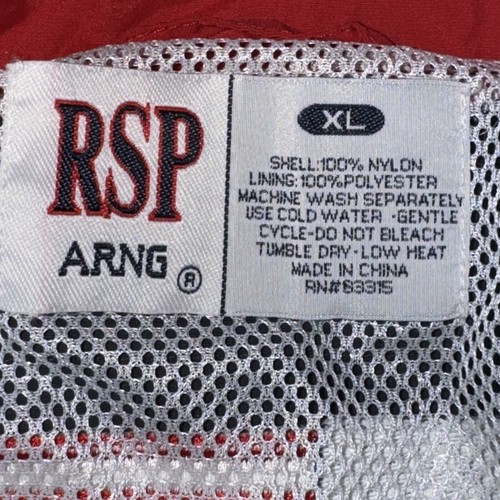 RSP
ARNG ®
XL
SHELL:100% NYLON
LINING:100%POLYESTER
MACHINE WASH SEPARATELY
USE COLD WATER -GENTLE
CYCLE-DO NOT BLEACH
TUMBLE DRY-LOW HEAT
MADE IN CHINA
RN#83315